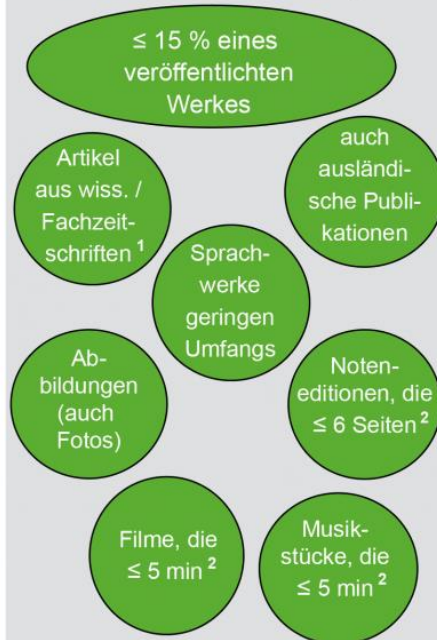 ≤ 15 % eines
veröffentlichten
Werkes
Artikel
aus wiss. /
Fachzeit-
schriften ¹
auch
ausländi-
sche Publi-
kationen
Sprach-
werke
geringen
Umfangs
Ab-
bildungen
(auch
Fotos)
Noten-
editionen, die
≤ 6 Seiten ²
Filme, die
≤ 5 min ²
Musik-
stücke, die
≤ 5 min ²